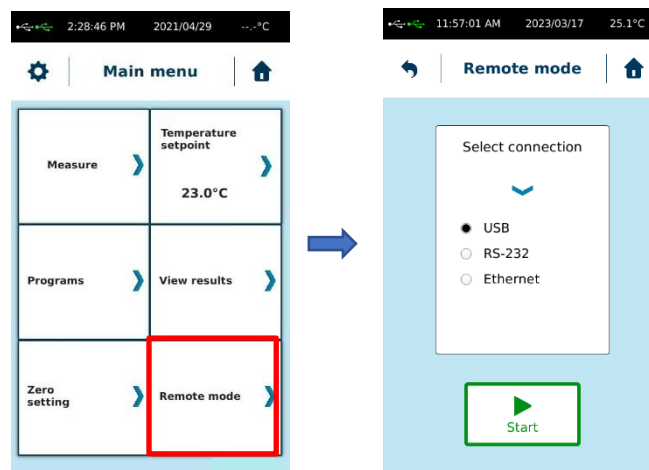 2:28:46 PM 2021/04/29 --.-°C
Main menu
Measure
Temperature
setpoint
23.0°C
Programs
View results
Zero
setting
Remote mode
11:57:01 AM 2023/03/17 25.1°C
Remote mode
Select connection
USB
RS-232
Ethernet
Start